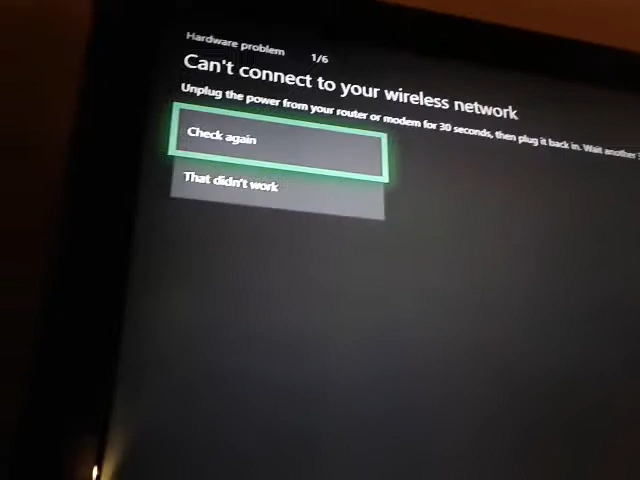 Hardware problem 1/6
Can't connect to your wireless network
Unplug the power from your router or modem for 30 seconds, then plug it back in. Wait another
Check again
That didn't work